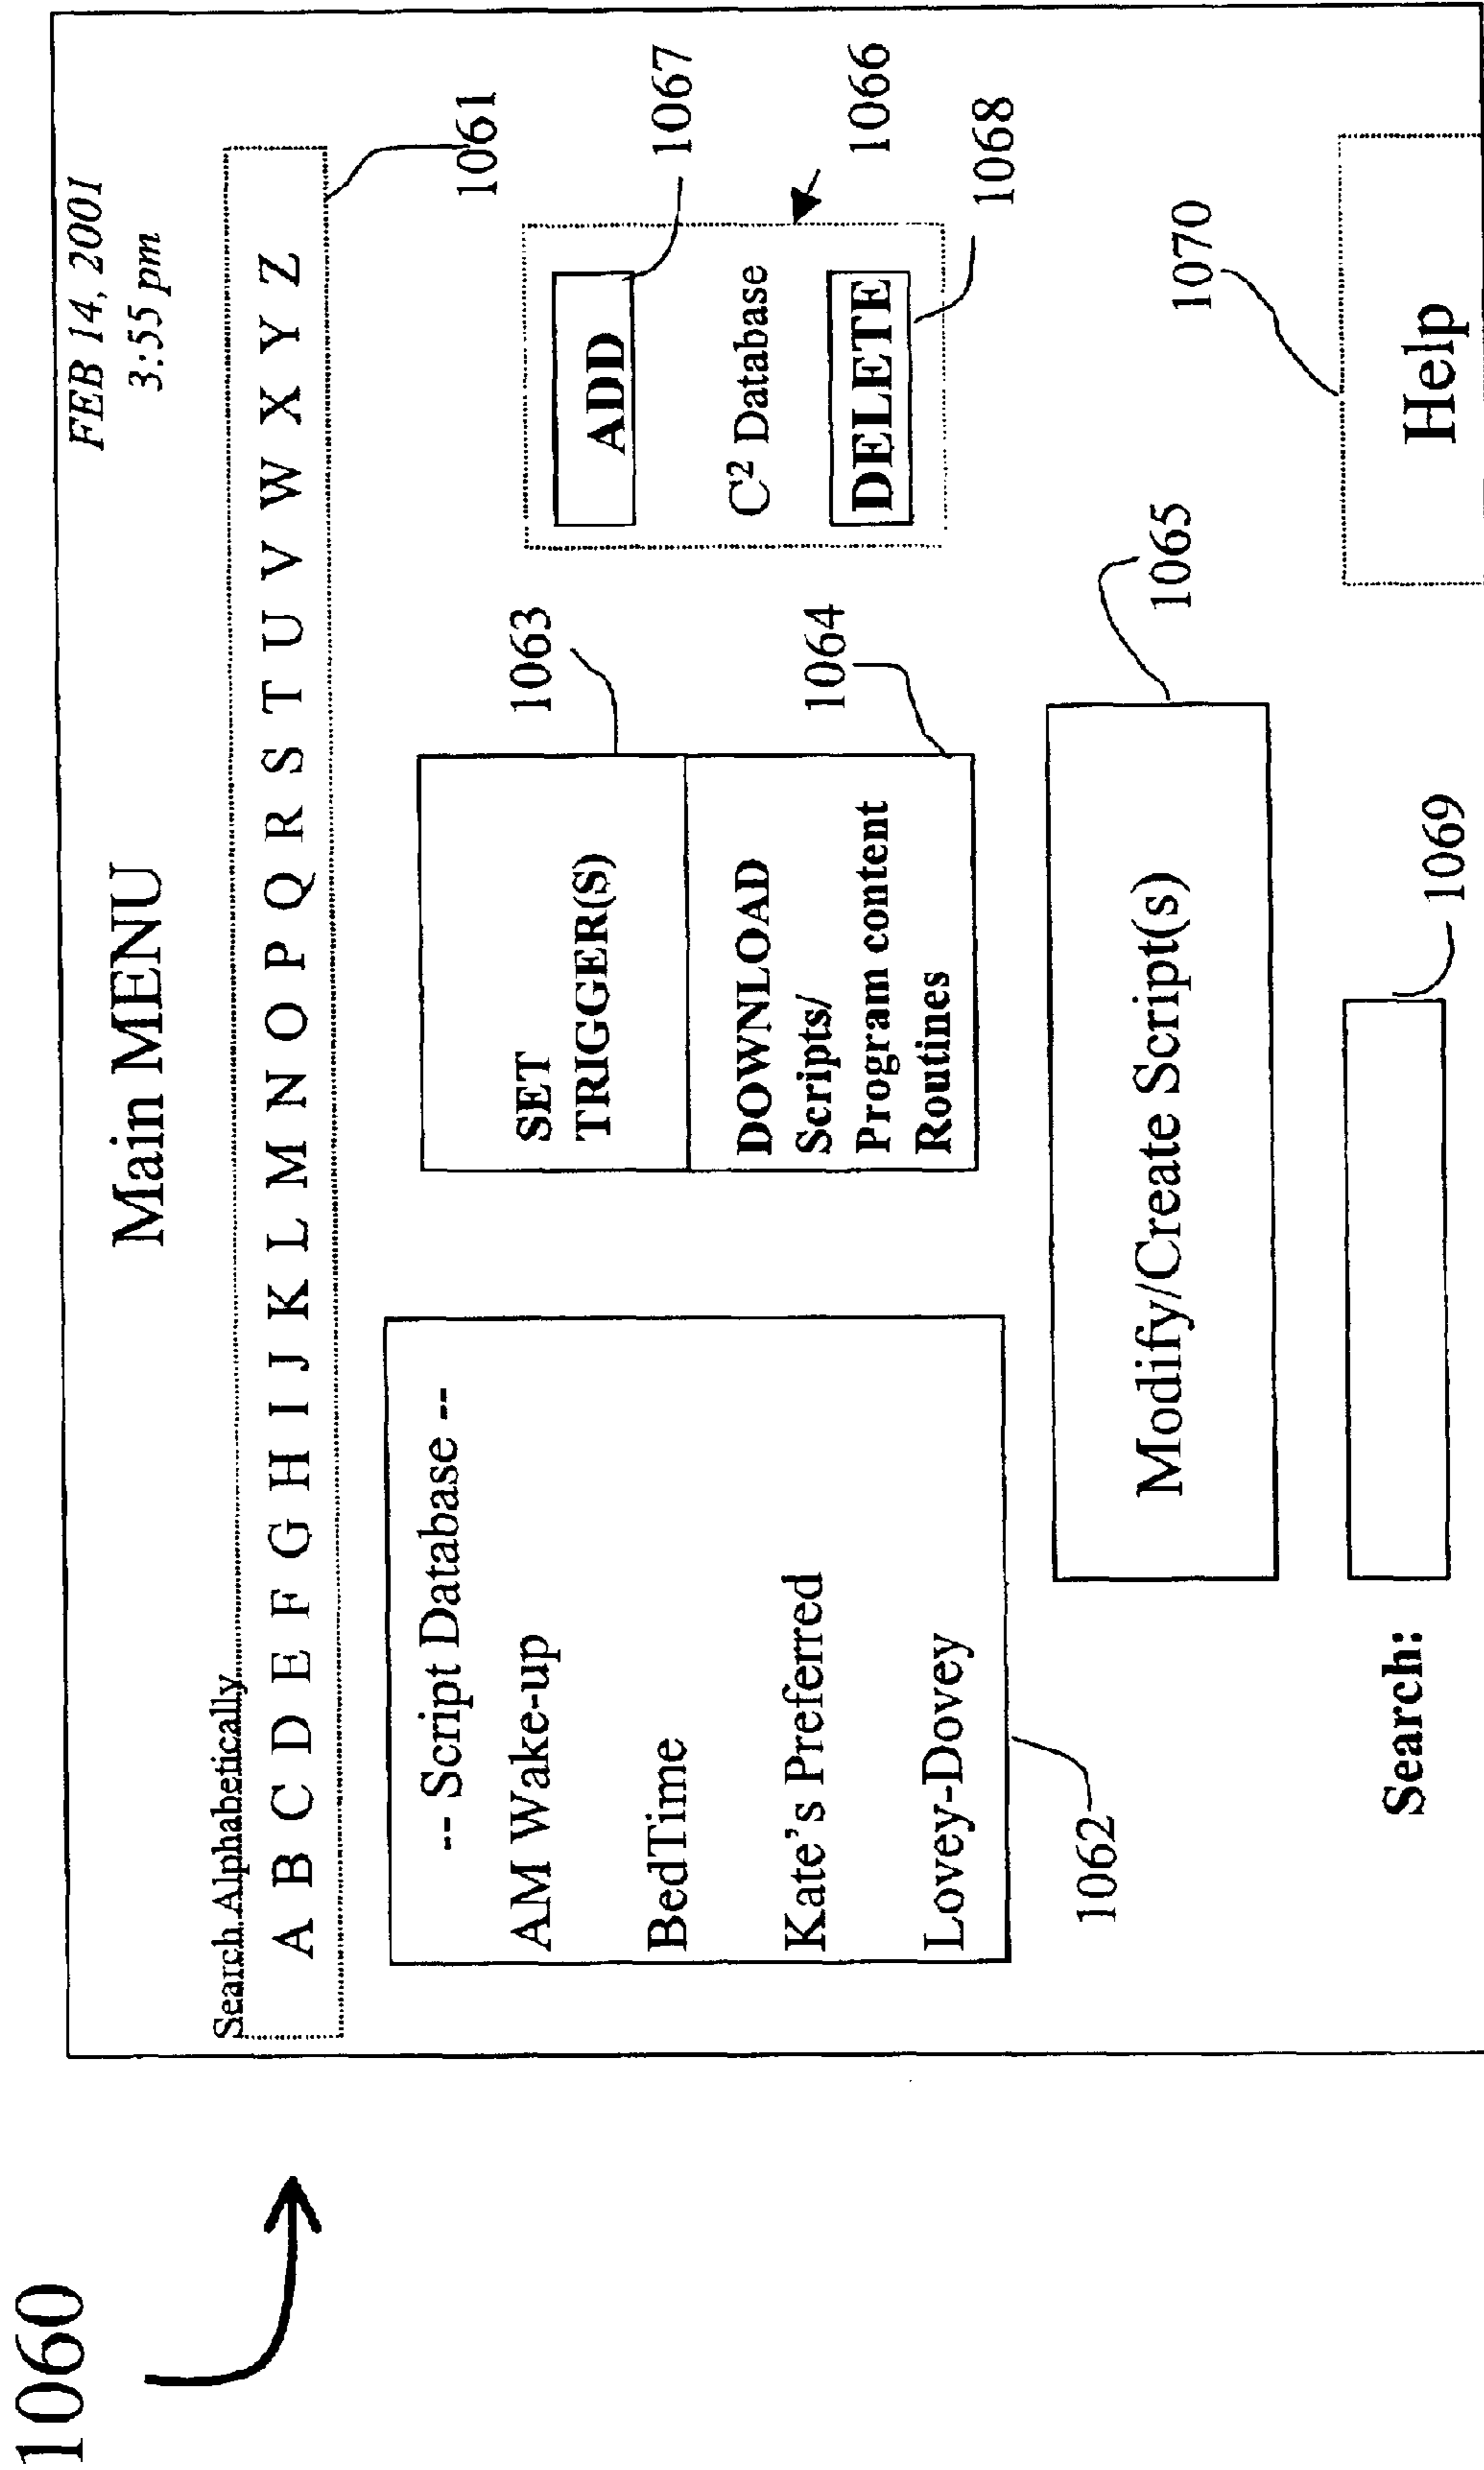 1060
FEB 14, 2001
3:55 pm
Main MENU
Search Alphabetically
A B C D E F G H I J K L M N O P Q R S T U V W X Y Z
1061
-- Script Database --
AM Wake-up
BedTime
Kate's Preferred
Lovey-Dovey
1062
SET
TRIGGER(S)
1063
DOWNLOAD
Scripts/
Program content
Routines
1064
ADD
1067
C² Database
1066
DELETE
1068
Modify/Create Script(s)
1065
Search:
1069
Help
1070